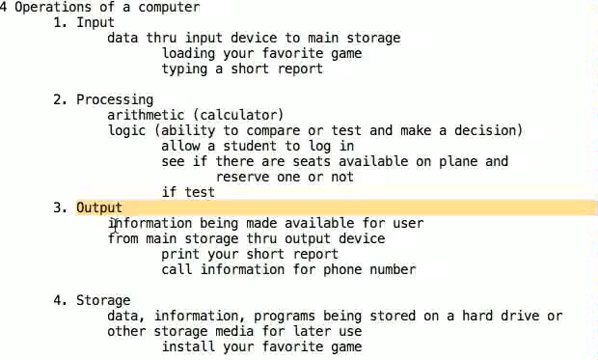 4 Operations of a computer
1. Input
data thru input device to main storage
loading your favorite game
typing a short report
2. Processing
arithmetic (calculator)
logic (ability to compare or test and make a decision)
allow a student to log in
see if there are seats available on plane and
reserve one or not
if test
3. Output
information being made available for user
from main storage thru output device
print your short report
call information for phone number
4. Storage
data, information, programs being stored on a hard drive or
other storage media for later use
install your favorite game